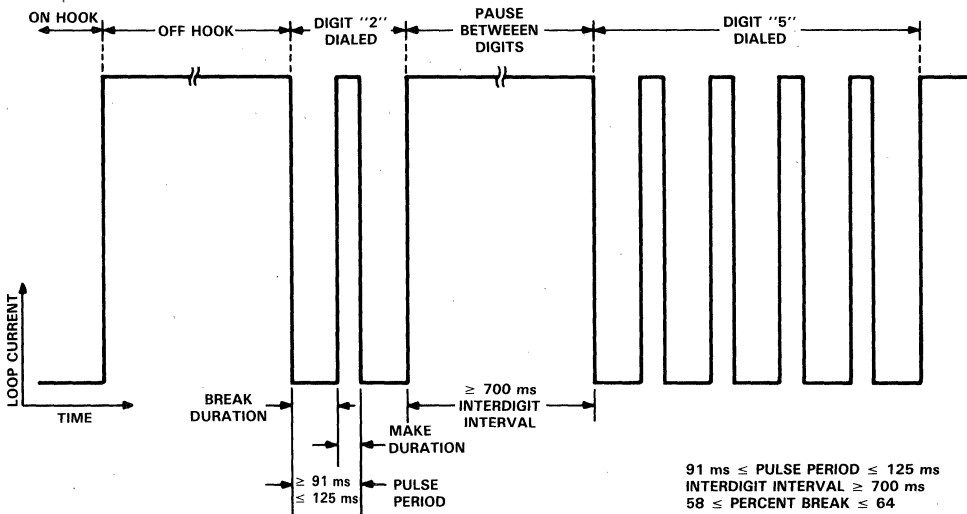 ON HOOK
OFF HOOK
DIGIT "2"
DIALED
PAUSE
BETWEEEN
DIGITS
DIGIT "5"
DIALED
LOOP CURRENT
TIME
BREAK
DURATION
MAKE
DURATION
≥ 91 ms
≤ 125 ms
PULSE
PERIOD
≥ 700 ms
INTERDIGIT
INTERVAL
91 ms ≤ PULSE PERIOD ≤ 125 ms
INTERDIGIT INTERVAL ≥ 700 ms
58 ≤ PERCENT BREAK ≤ 64